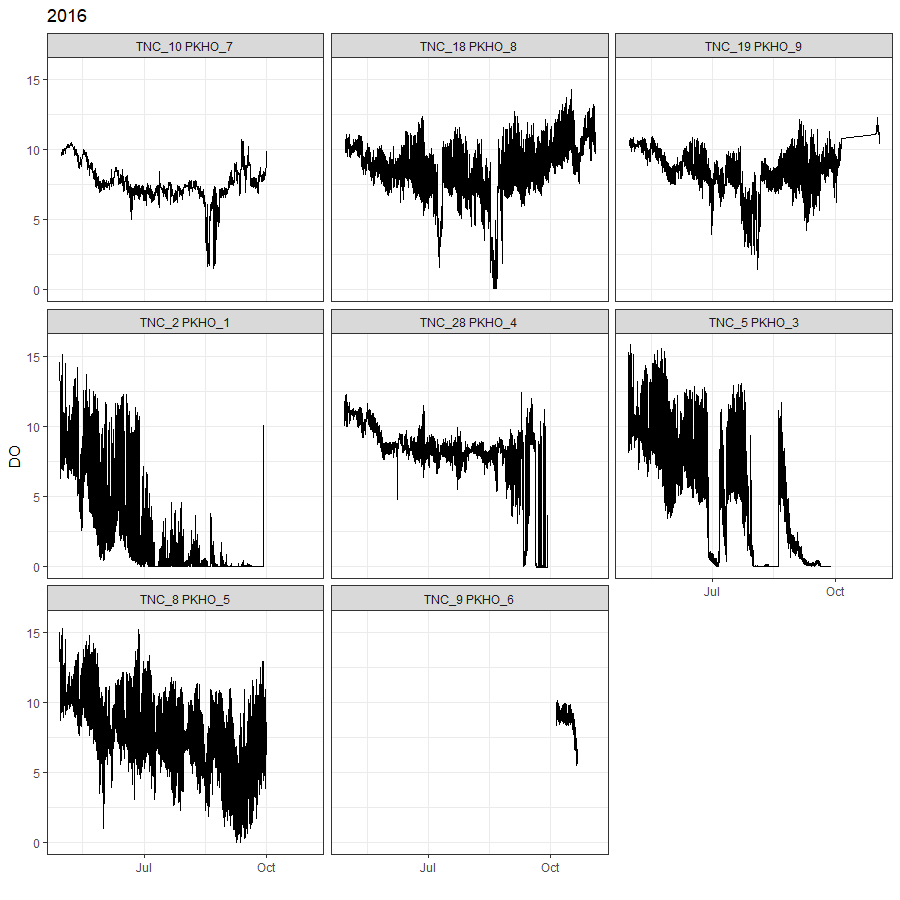 2016
TNC_10 PKHO_7
TNC_18 PKHO_8
TNC_19 PKHO_9
15
10
5
0
TNC_2 PKHO_1
TNC_28 PKHO_4
TNC_5 PKHO_3
15
10
5
0
DO
Jul Oct
TNC_8 PKHO_5
TNC_9 PKHO_6
15
10
5
0
Jul Oct
Jul Oct